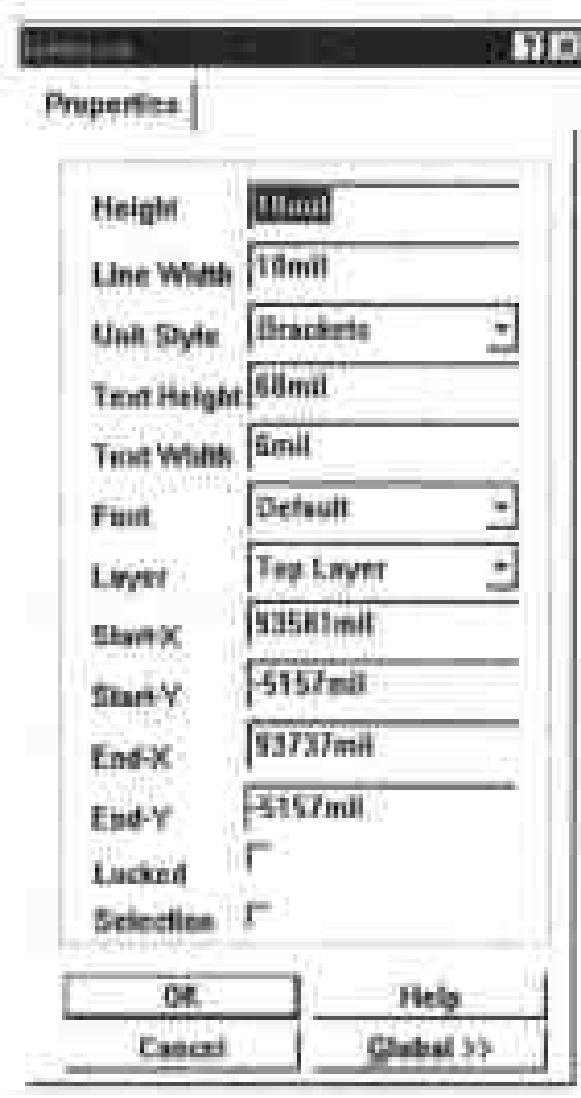 Properties
Height
Line Width 10mil
Unit Style Brackets
Text Height 60mil
Text Width 6mil
Font Default
Layer Top Layer
Start-X 93581mil
Start-Y -5157mil
End-X 93737mil
End-Y -5157mil
Locked
Selection
OK Help
Cancel Global >>